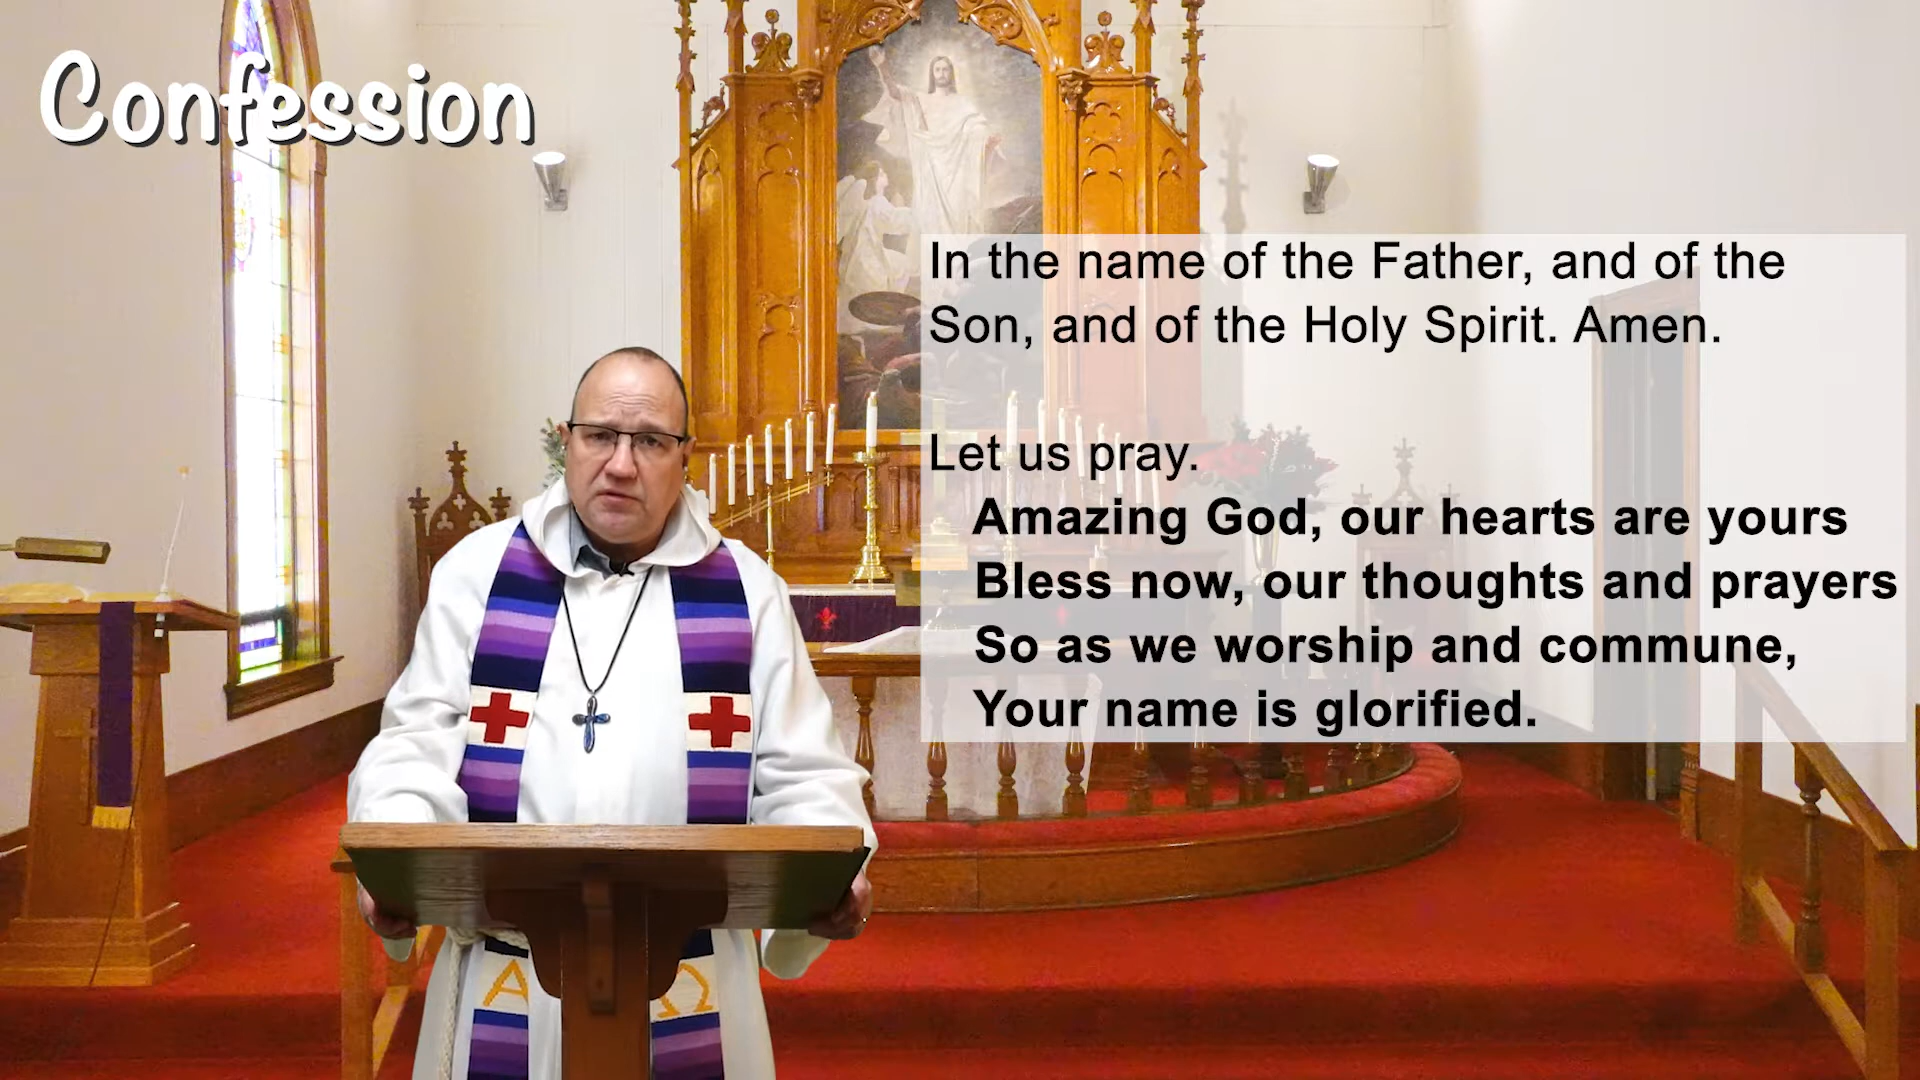 Confession
In the name of the Father, and of the
Son, and of the Holy Spirit. Amen.
Let us pray.
Amazing God, our hearts are yours
Bless now, our thoughts and prayers
So as we worship and commune,
Your name is glorified.
Α Ω